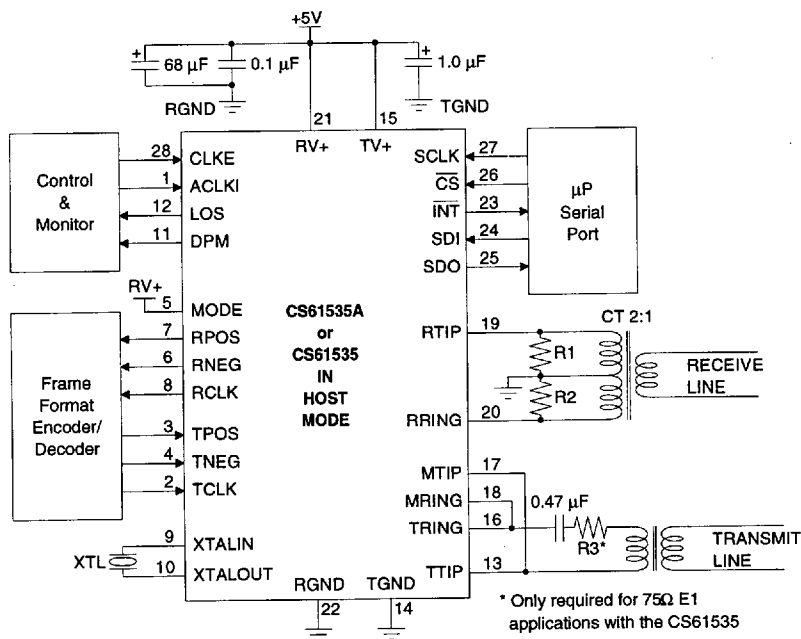 +5V
+
68 µF
0.1 µF
+
1.0 µF
RGND
TGND
21
15
RV+
TV+
Control
&
Monitor
28
CLKE
1
ACLKI
12
LOS
11
DPM
SCLK
27
CS
26
INT
23
SDI
24
SDO
25
µP
Serial
Port
RV+
5
MODE
7
RPOS
6
RNEG
8
RCLK
3
TPOS
4
TNEG
2
TCLK
Frame
Format
Encoder/
Decoder
CS61535A
or
CS61535
IN
HOST
MODE
RTIP
19
R1
R2
RRING
20
CT 2:1
RECEIVE
LINE
MTIP
17
MRING
18
TRING
16
TTIP
13
0.47 µF
R3*
TRANSMIT
LINE
XTL
9
XTALIN
10
XTALOUT
RGND
TGND
22
14
* Only required for 75Ω E1
applications with the CS61535